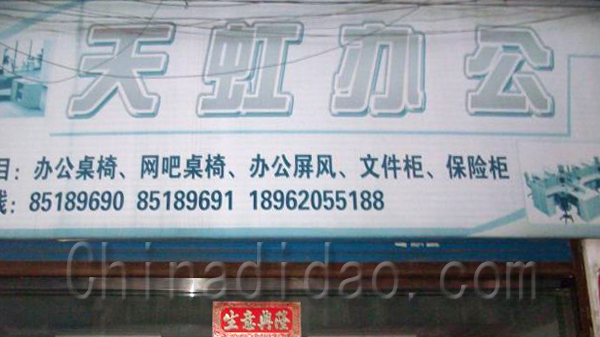 天虹办公
目：办公桌椅、网吧桌椅、办公屏风、文件柜、保险柜
线：85189690 85189691 18962055188
Chinadidao.com
生意興隆